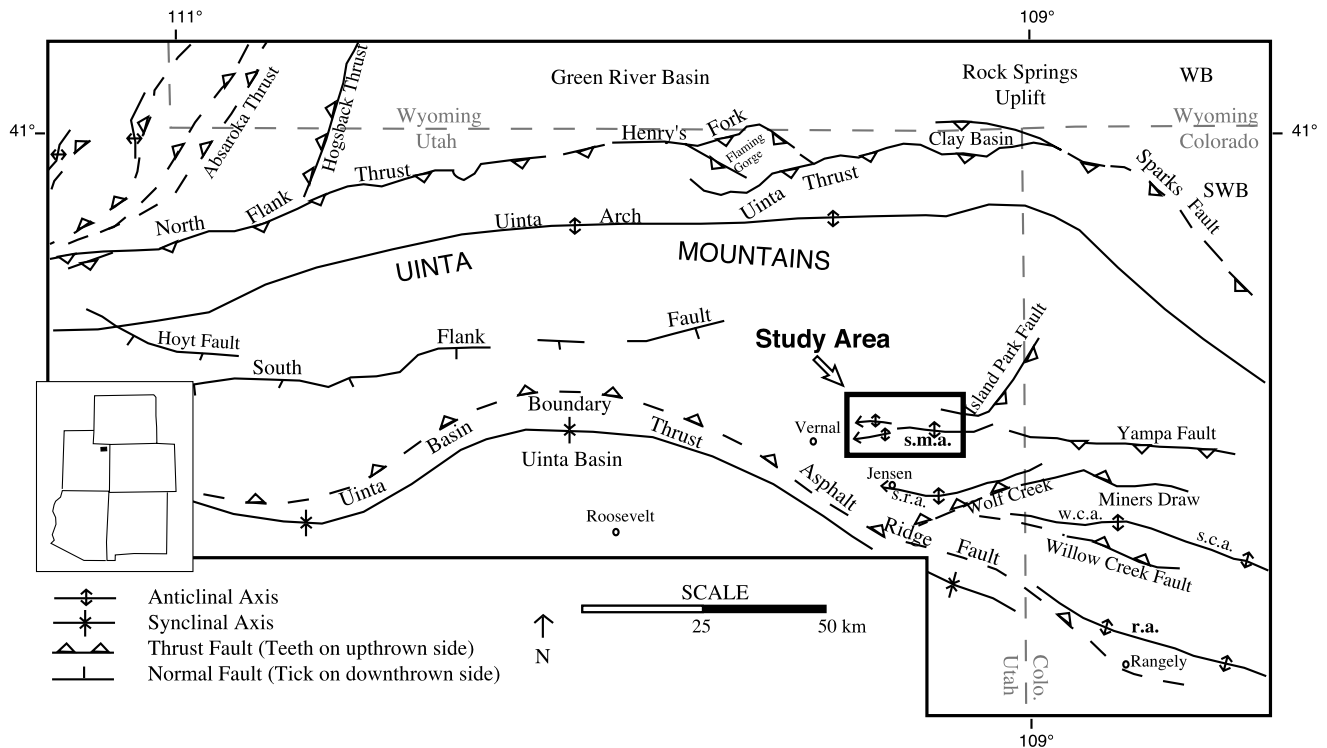 111°
109°
Green River Basin
Rock Springs
Uplift
WB
41°
Absaroka Thrust
Hogsback Thrust
Wyoming
Utah
Henry's
Fork
Flaming
Gorge
Clay Basin
Wyoming
Colorado
41°
North
Flank
Thrust
Uinta
Thrust
Sparks
Fault
SWB
Uinta
Arch
UINTA
MOUNTAINS
Hoyt Fault
South
Flank
Fault
Study Area
Island Park Fault
Boundary
Basin
Thrust
Uinta
Uinta Basin
Vernal
s.m.a.
Yampa Fault
Jensen
s.r.a.
Wolf Creek
Miners Draw
Asphalt
Ridge
Fault
w.c.a.
s.c.a.
Willow Creek Fault
Roosevelt
r.a.
Rangely
Utah
Colo.
Anticlinal Axis
Synclinal Axis
Thrust Fault (Teeth on upthrown side)
Normal Fault (Tick on downthrown side)
N
SCALE
25
50 km
109°